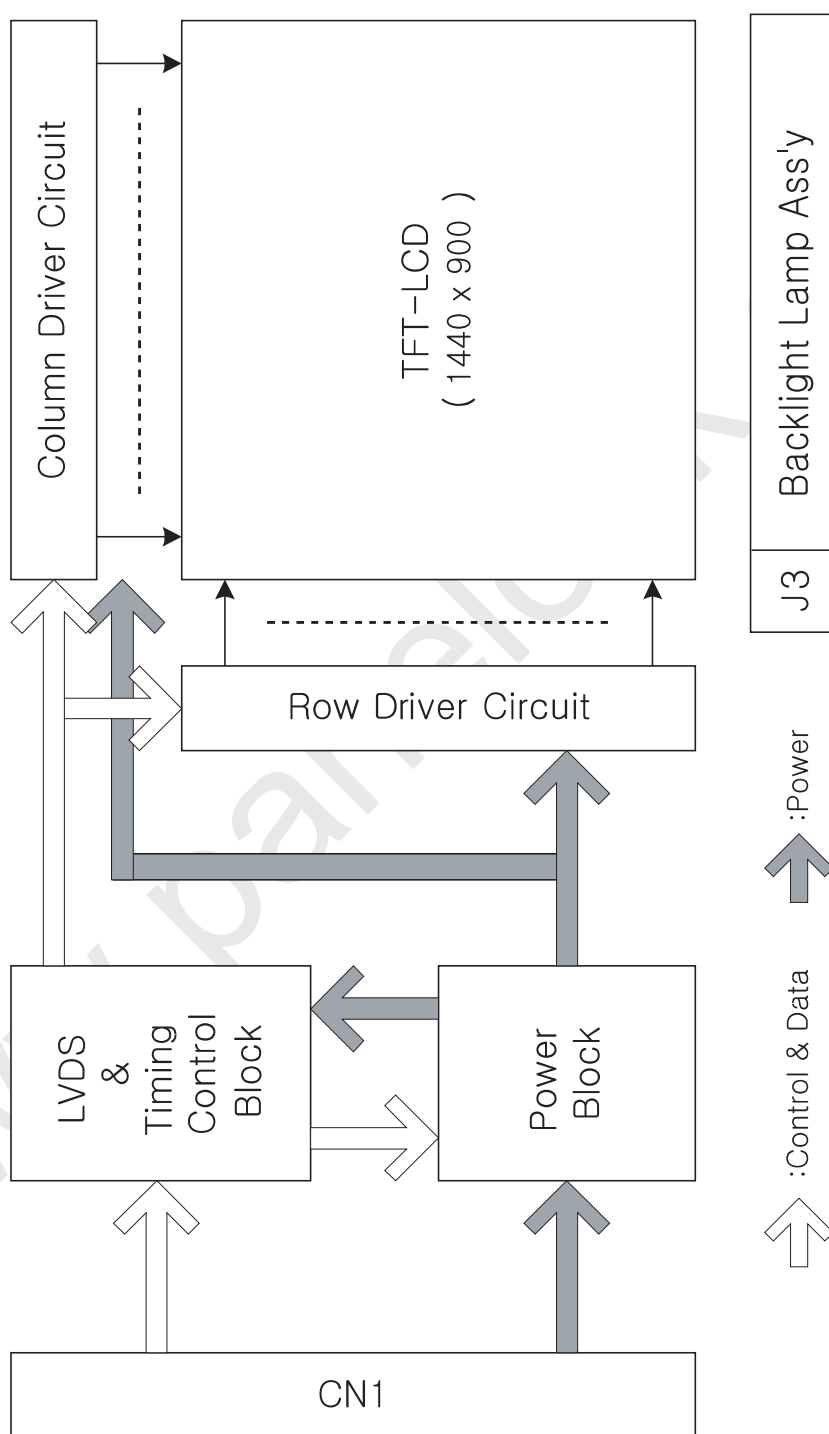 Column Driver Circuit
TFT-LCD
( 1440 x 900 )
Backlight Lamp Ass'y
J3
Row Driver Circuit
LVDS
&
Timing
Control
Block
Power
Block
CN1
:Power
:Control & Data